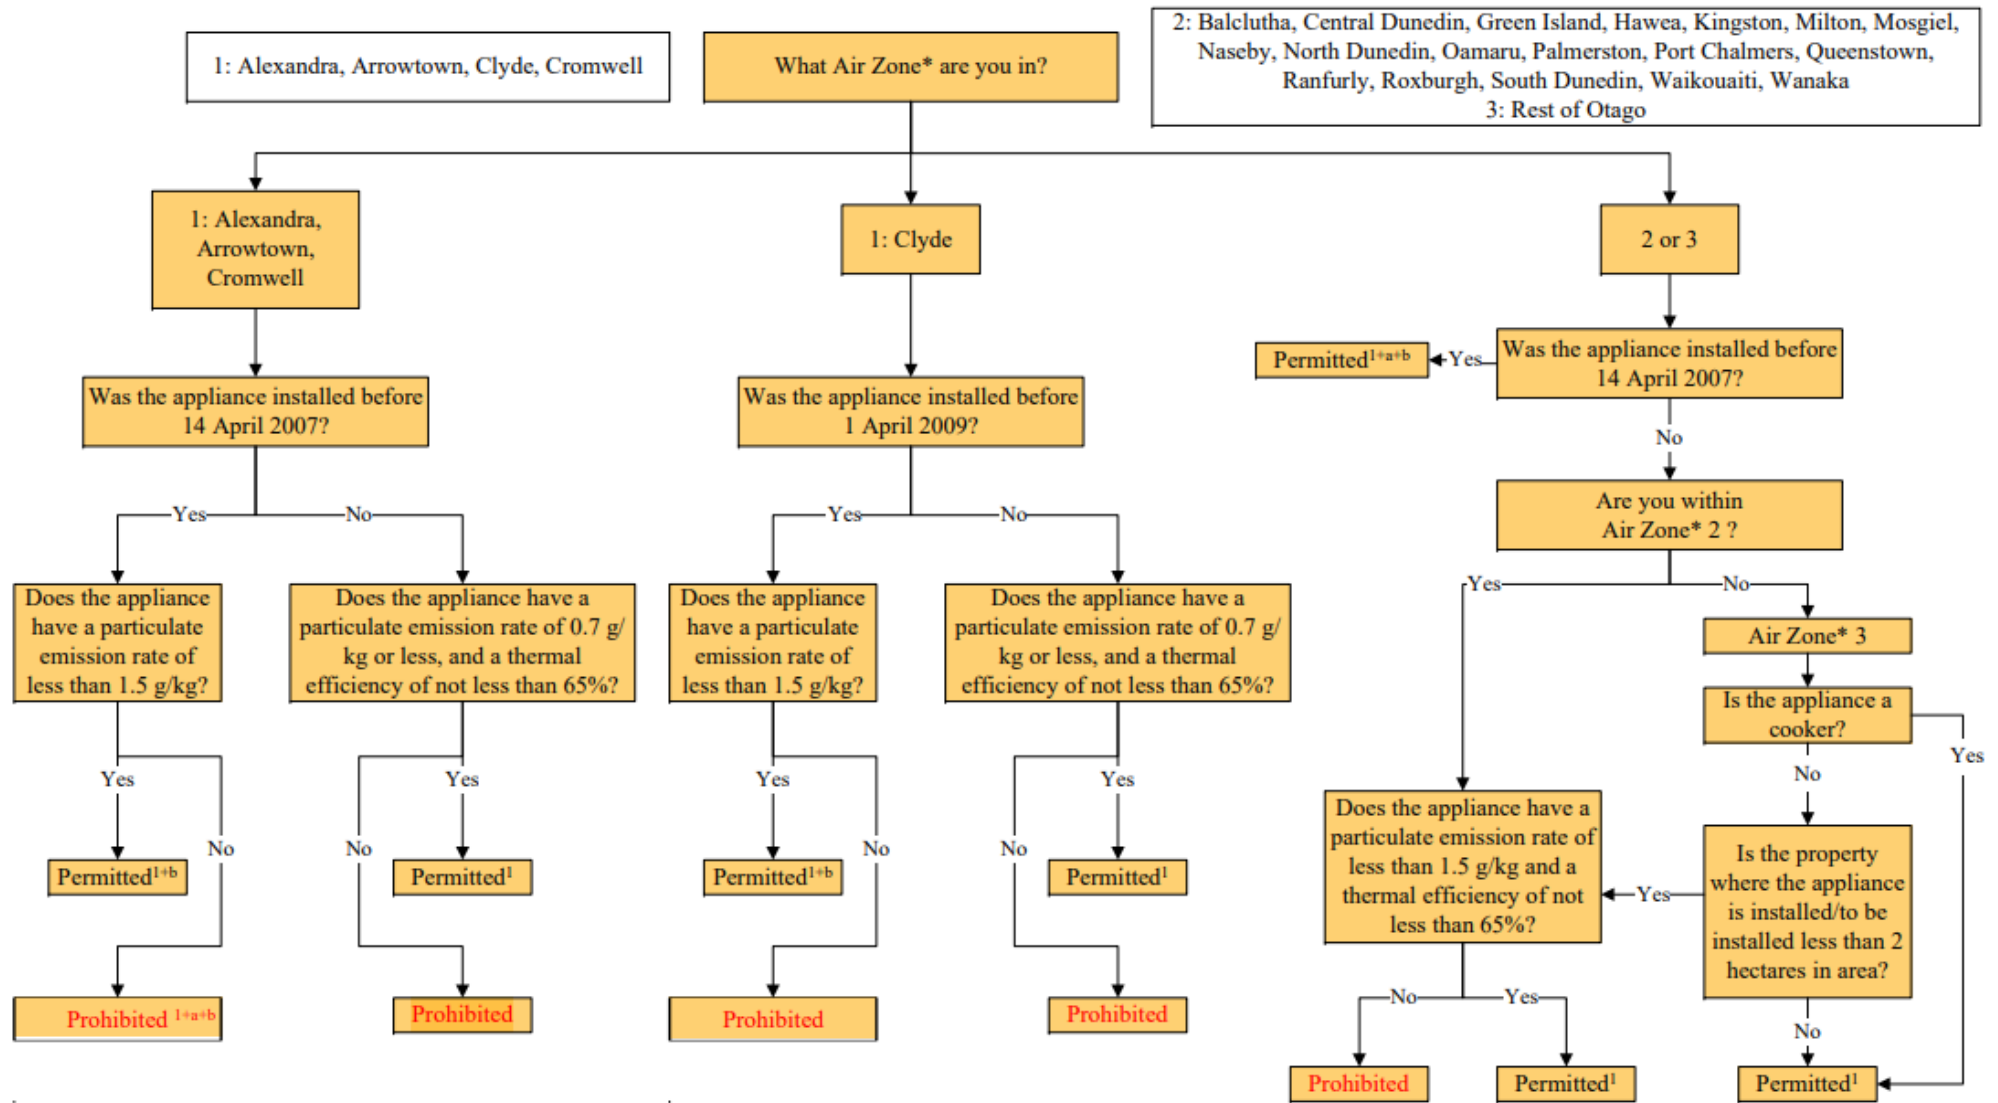 1: Alexandra, Arrowtown, Clyde, Cromwell
What Air Zone* are you in?
2: Balclutha, Central Dunedin, Green Island, Hawea, Kingston, Milton, Mosgiel,
Naseby, North Dunedin, Oamaru, Palmerston, Port Chalmers, Queenstown,
Ranfurly, Roxburgh, South Dunedin, Waikouaiti, Wanaka
3: Rest of Otago
1: Alexandra,
Arrowtown,
Cromwell
Was the appliance installed before
14 April 2007?
Yes
No
Does the appliance
have a particulate
emission rate of
less than 1.5 g/kg?
Does the appliance have a
particulate emission rate of 0.7 g/
kg or less, and a thermal
efficiency of not less than 65%?
Yes
No
No
Yes
Permitted1+b
Permitted1
Prohibited 1+a+b
Prohibited
1: Clyde
Was the appliance installed before
1 April 2009?
Yes
No
Does the appliance
have a particulate
emission rate of
less than 1.5 g/kg?
Does the appliance have a
particulate emission rate of 0.7 g/
kg or less, and a thermal
efficiency of not less than 65%?
Yes
No
No
Yes
Permitted1+b
Permitted1
Prohibited
Prohibited
2 or 3
Was the appliance installed before
14 April 2007?
Yes
Permitted1+a+b
No
Are you within
Air Zone* 2 ?
Yes
No
Air Zone* 3
Is the appliance a
cooker?
Yes
No
Is the property
where the appliance
is installed/to be
installed less than 2
hectares in area?
Yes
Does the appliance have a
particulate emission rate of
less than 1.5 g/kg and a
thermal efficiency of not
less than 65%?
No
Yes
No
Prohibited
Permitted1
Permitted1